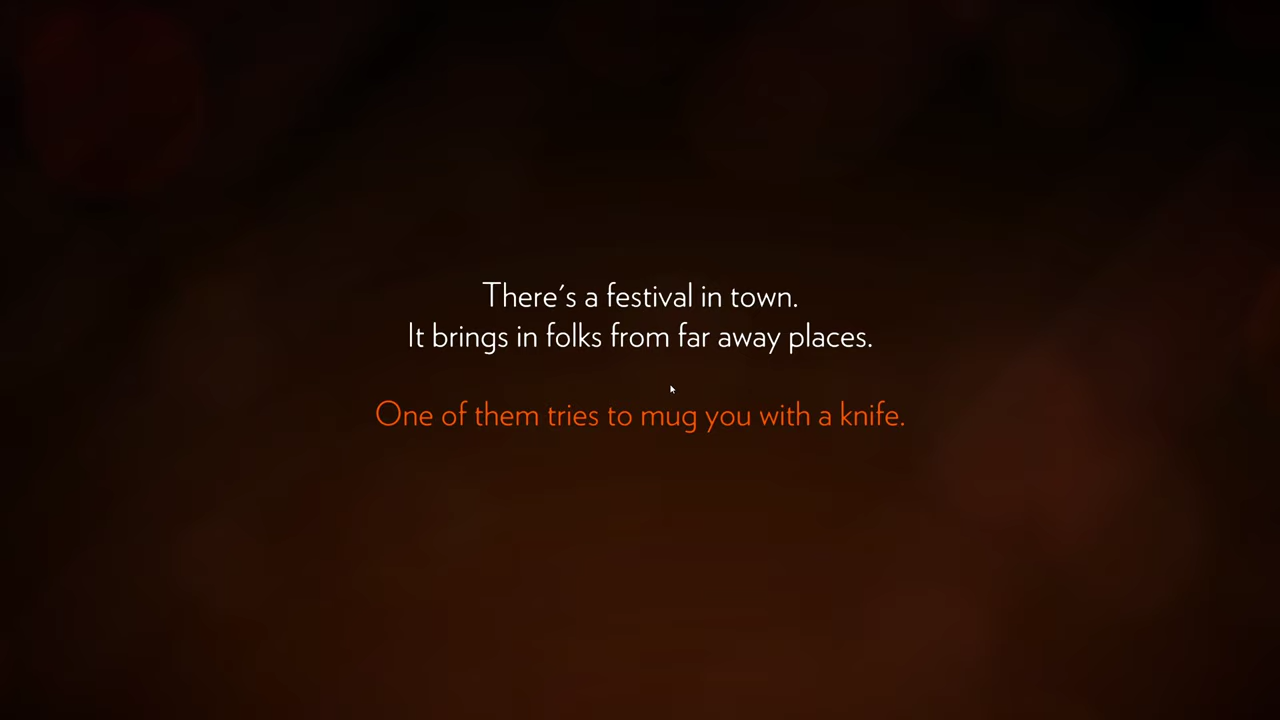 There's a festival in town.
It brings in folks from far away places.
One of them tries to mug you with a knife.